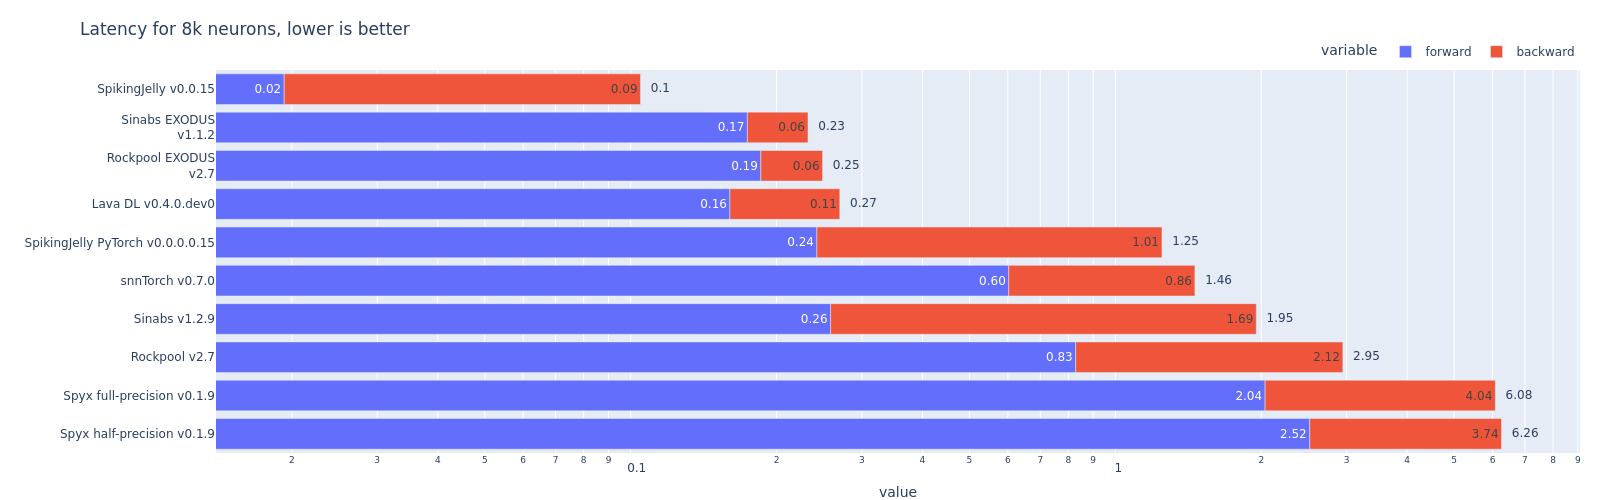 Latency for 8k neurons, lower is better
variable forward backward
SpikingJelly v0.0.15 0.02 0.09 0.1
Sinabs EXODUS
v1.1.2 0.17 0.06 0.23
Rockpool EXODUS
v2.7 0.19 0.06 0.25
Lava DL v0.4.0.dev0 0.16 0.11 0.27
SpikingJelly PyTorch v0.0.0.0.15 0.24 1.01 1.25
snnTorch v0.7.0 0.60 0.86 1.46
Sinabs v1.2.9 0.26 1.69 1.95
Rockpool v2.7 0.83 2.12 2.95
Spyx full-precision v0.1.9 2.04 4.04 6.08
Spyx half-precision v0.1.9 2.52 3.74 6.26
2 3 4 5 6 7 8 9 0.1 2 3 4 5 6 7 8 9 1 2 3 4 5 6 7 8 9
value